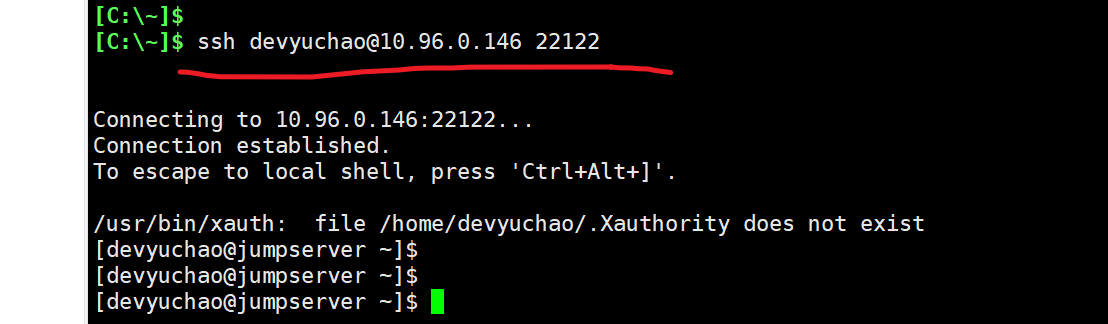 [C:\~]$
[C:\~]$ ssh devyuchao@10.96.0.146 22122
Connecting to 10.96.0.146:22122...
Connection established.
To escape to local shell, press 'Ctrl+Alt+]'.
/usr/bin/xauth:  file /home/devyuchao/.Xauthority does not exist
[devyuchao@jumpserver ~]$
[devyuchao@jumpserver ~]$
[devyuchao@jumpserver ~]$